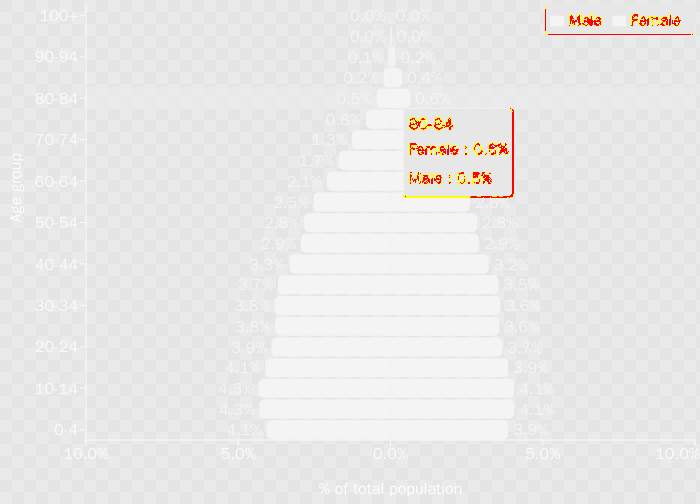 Male Female
100+ 0.0% 0.0%
0.0% 0.0%
90-94 0.1% 0.2%
0.2% 0.4%
80-84 0.5% 0.6%
0.8%
80-84
Female : 0.6%
Male : 0.5%
70-74 1.3%
60-64 2.1%
2.5%
50-54 2.8% 2.8%
2.9% 2.9%
40-44 3.3% 3.2%
3.7% 3.5%
30-34 3.8% 3.6%
3.8% 3.6%
20-24 3.9% 3.7%
4.1% 3.9%
10-14 4.3% 4.1%
4.3% 4.1%
0-4 4.1% 3.9%
10.0% 5.0% 0.0% 5.0% 10.0%
% of total population
Age group